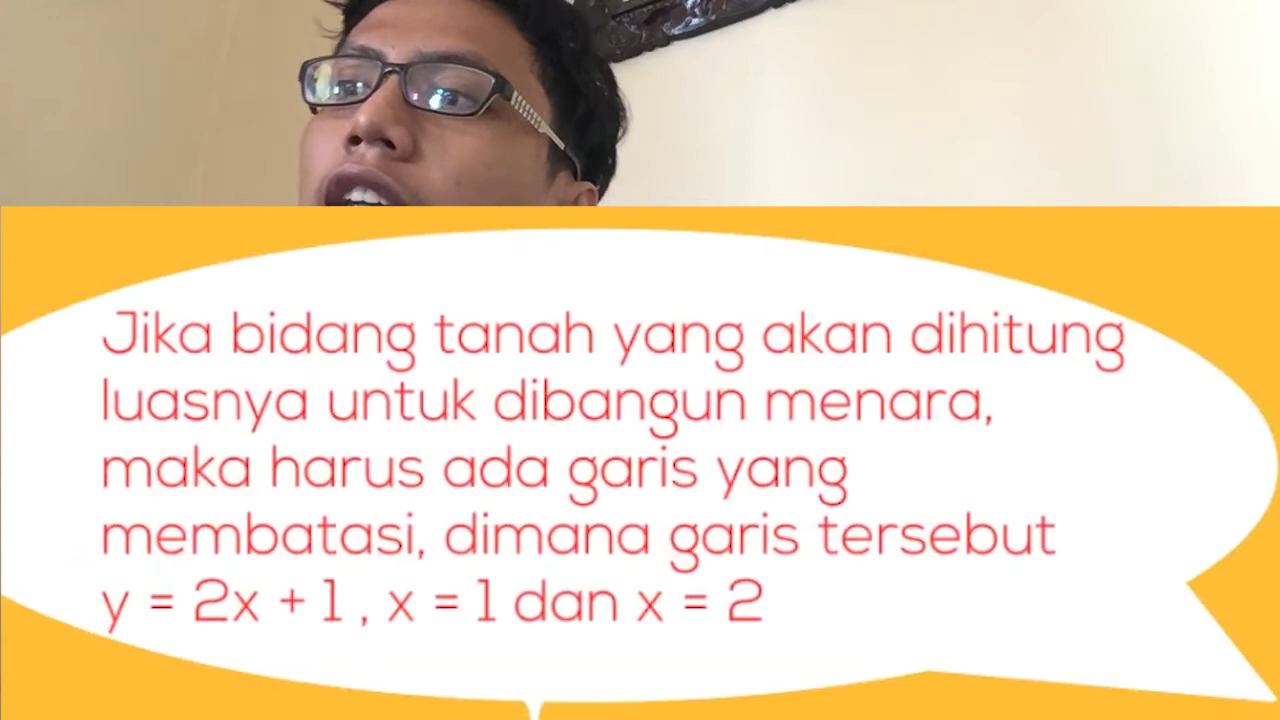 Jika bidang tanah yang akan dihitung
luasnya untuk dibangun menara,
maka harus ada garis yang
membatasi, dimana garis tersebut
y = 2x + 1 , x = 1 dan x = 2